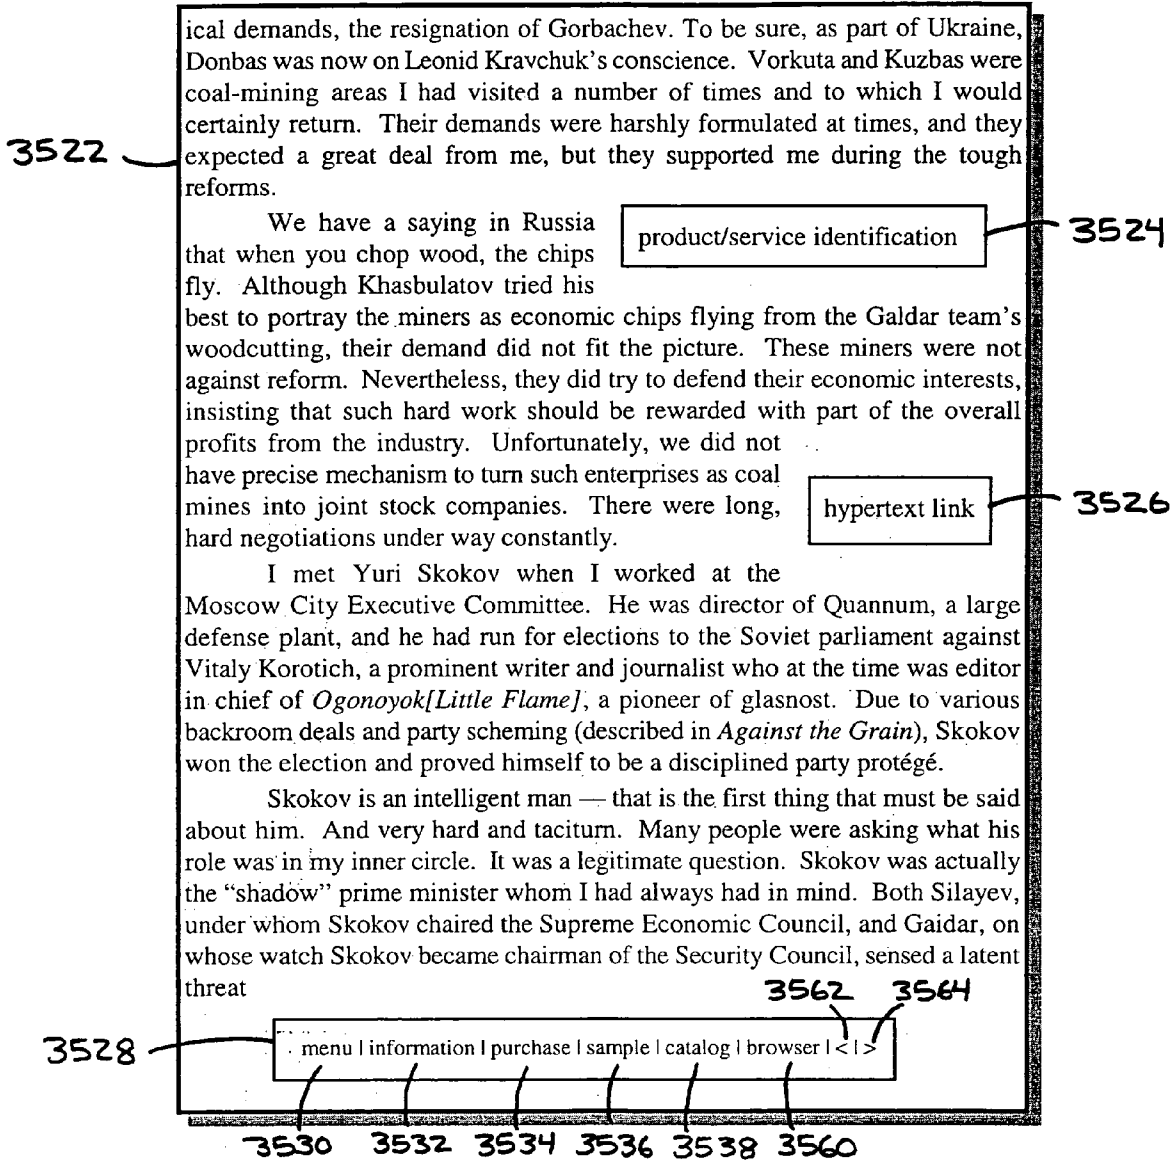 ical demands, the resignation of Gorbachev. To be sure, as part of Ukraine,
Donbas was now on Leonid Kravchuk's conscience. Vorkuta and Kuzbas were
coal-mining areas I had visited a number of times and to which I would
certainly return. Their demands were harshly formulated at times, and they
3522
expected a great deal from me, but they supported me during the tough
reforms.
We have a saying in Russia
that when you chop wood, the chips
fly. Although Khasbulatov tried his
product/service identification
3524
best to portray the miners as economic chips flying from the Galdar team's
woodcutting, their demand did not fit the picture. These miners were not
against reform. Nevertheless, they did try to defend their economic interests,
insisting that such hard work should be rewarded with part of the overall
profits from the industry. Unfortunately, we did not
have precise mechanism to turn such enterprises as coal
mines into joint stock companies. There were long,
hard negotiations under way constantly.
hypertext link
3526
I met Yuri Skokov when I worked at the
Moscow City Executive Committee. He was director of Quannum, a large
defense plant, and he had run for elections to the Soviet parliament against
Vitaly Korotich, a prominent writer and journalist who at the time was editor
in chief of Ogonoyok[Little Flame], a pioneer of glasnost. Due to various
backroom deals and party scheming (described in Against the Grain), Skokov
won the election and proved himself to be a disciplined party protégé.
Skokov is an intelligent man — that is the first thing that must be said
about him. And very hard and taciturn. Many people were asking what his
role was in my inner circle. It was a legitimate question. Skokov was actually
the “shadow” prime minister whom I had always had in mind. Both Silayev,
under whom Skokov chaired the Supreme Economic Council, and Gaidar, on
whose watch Skokov became chairman of the Security Council, sensed a latent
threat
3562 3564
3528
menu | information | purchase | sample | catalog | browser | < | >
3530 3532 3534 3536 3538 3560